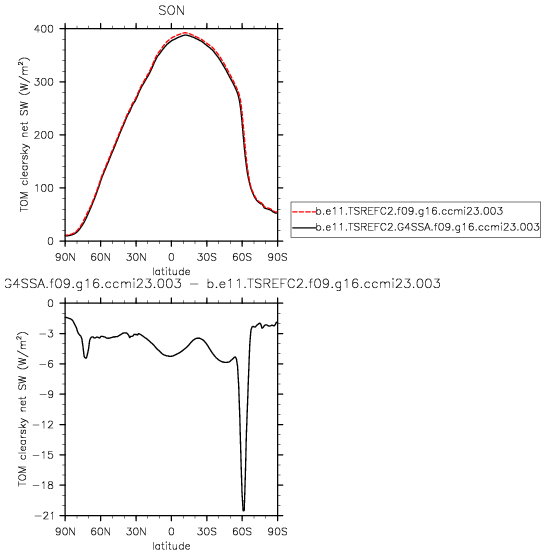 SON
400
300
200
100
0
TOM clearsky net SW (W/m²)
90N 60N 30N 0 30S 60S 90S
latitude
b.e11.TSREFC2.f09.g16.ccmi23.003
b.e11.TSREFC2.G4SSA.f09.g16.ccmi23.003
G4SSA.f09.g16.ccmi23.003 − b.e11.TSREFC2.f09.g16.ccmi23.003
0
−3
−6
−9
−12
−15
−18
−21
TOM clearsky net SW (W/m²)
90N 60N 30N 0 30S 60S 90S
latitude